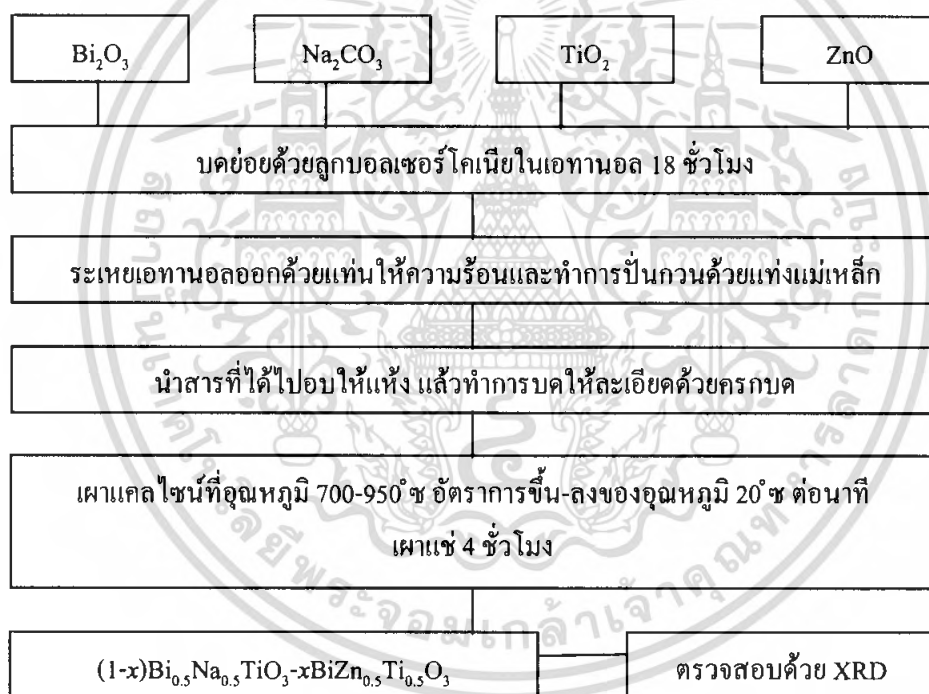 Bi₂O₃ Na₂CO₃ TiO₂ ZnO
บดย่อยด้วยลูกบอลเซอร์โคเนียในเอทานอล 18 ชั่วโมง
ระเหยเอทานอลออกด้วยแท่นให้ความร้อนและทำการปั่นกวนด้วยแท่งแม่เหล็ก
นำสารที่ได้ไปอบให้แห้ง แล้วทำการบดให้ละเอียดด้วยครกบด
เผาแคลไซน์ที่อุณหภูมิ 700-950 ̊ซ อัตราการขึ้น-ลงของอุณหภูมิ 20 ̊ซ ต่อนาที
เผาแช่ 4 ชั่วโมง
(1-x)Bi₀.₅Na₀.₅TiO₃-xBiZn₀.₅Ti₀.₅O₃ ตรวจสอบด้วย XRD